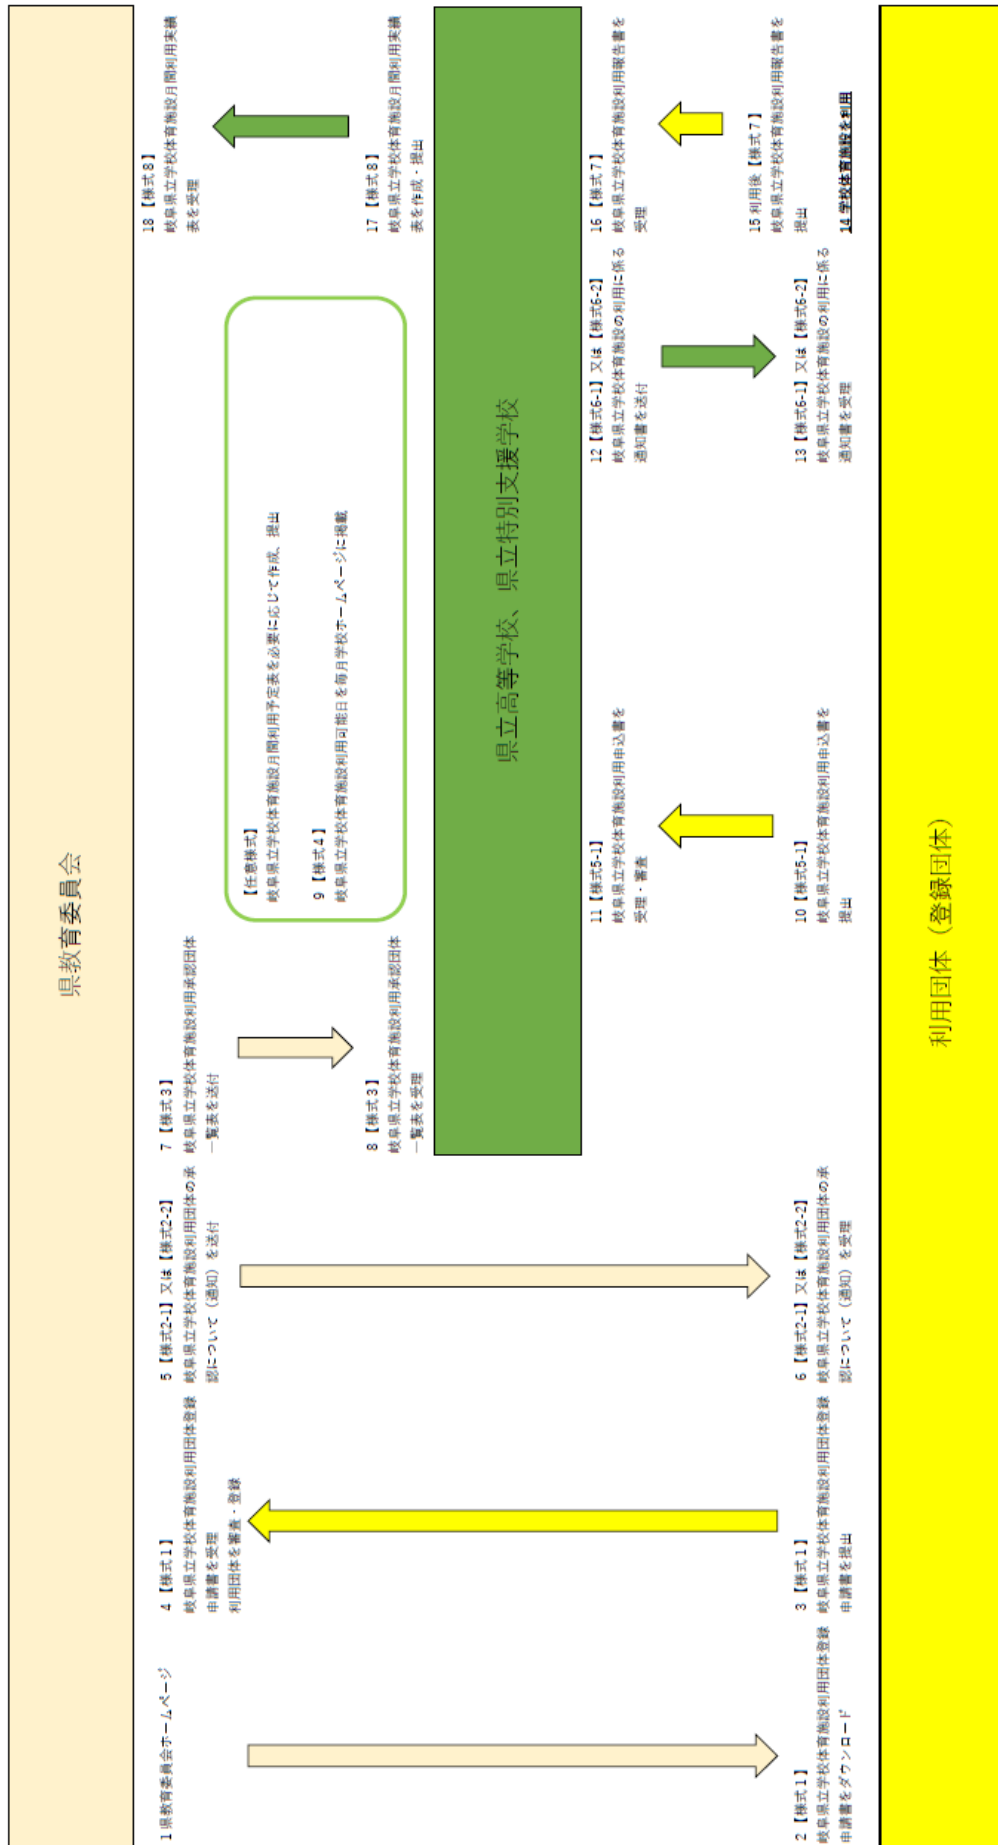 県教育委員会
1 県教育委員会ホームページ
2 【様式1】
岐阜県立学校体育施設利用団体登録
申請書をダウンロード
3 【様式1】
岐阜県立学校体育施設利用団体登録
申請書を提出
4 【様式1】
岐阜県立学校体育施設利用団体登録
申請書を受理
利用団体を審査・登録
5 【様式2-1】又は【様式2-2】
岐阜県立学校体育施設利用団体の承
認について（通知）を送付
6 【様式2-1】又は【様式2-2】
岐阜県立学校体育施設利用団体の承
認について（通知）を受理
7 【様式3】
岐阜県立学校体育施設利用承認団体
一覧表を送付
8 【様式3】
岐阜県立学校体育施設利用承認団体
一覧表を受理
【任意様式】
岐阜県立学校体育施設月間利用予定表を必要に応じて作成、提出
9 【様式4】
岐阜県立学校体育施設利用可能日を毎月学校ホームページに掲載
県立高等学校、県立特別支援学校
10 【様式5-1】
岐阜県立学校体育施設利用申込書を
提出
11 【様式5-1】
岐阜県立学校体育施設利用申込書を
受理・審査
12 【様式6-1】又は【様式6-2】
岐阜県立学校体育施設の利用に係る
通知書を送付
13 【様式6-1】又は【様式6-2】
岐阜県立学校体育施設の利用に係る
通知書を受理
14 学校体育施設を利用
15 利用後【様式7】
岐阜県立学校体育施設利用報告書を
提出
16 【様式7】
岐阜県立学校体育施設利用報告書を
受理
17 【様式8】
岐阜県立学校体育施設月間利用実績
表を作成・提出
18 【様式8】
岐阜県立学校体育施設月間利用実績
表を受理
利用団体（登録団体）